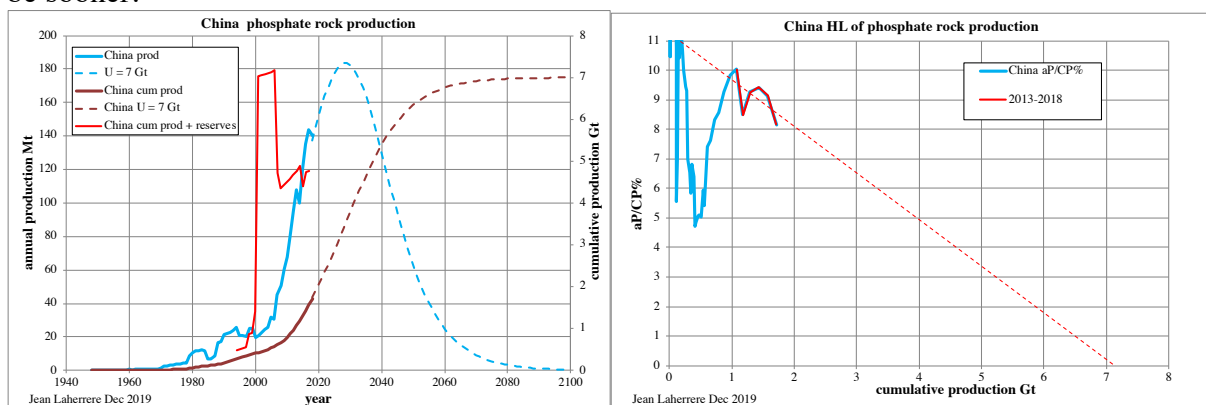 be sooner.
China phosphate rock production
200
180
160
140
120
100
80
60
40
20
0
annual production Mt
China prod
U = 7 Gt
China cum prod
China U = 7 Gt
China cum prod + reserves
8
7
6
5
4
3
2
1
0
cumulative production Gt
1940 1960 1980 2000 2020 2040 2060 2080 2100
year
Jean Laherrere Dec 2019
China HL of phosphate rock production
11
10
9
8
7
6
5
4
3
2
1
0
aP/CP%
China aP/CP%
2013-2018
0 1 2 3 4 5 6 7 8
cumulative production Gt
Jean Laherrere Dec 2019